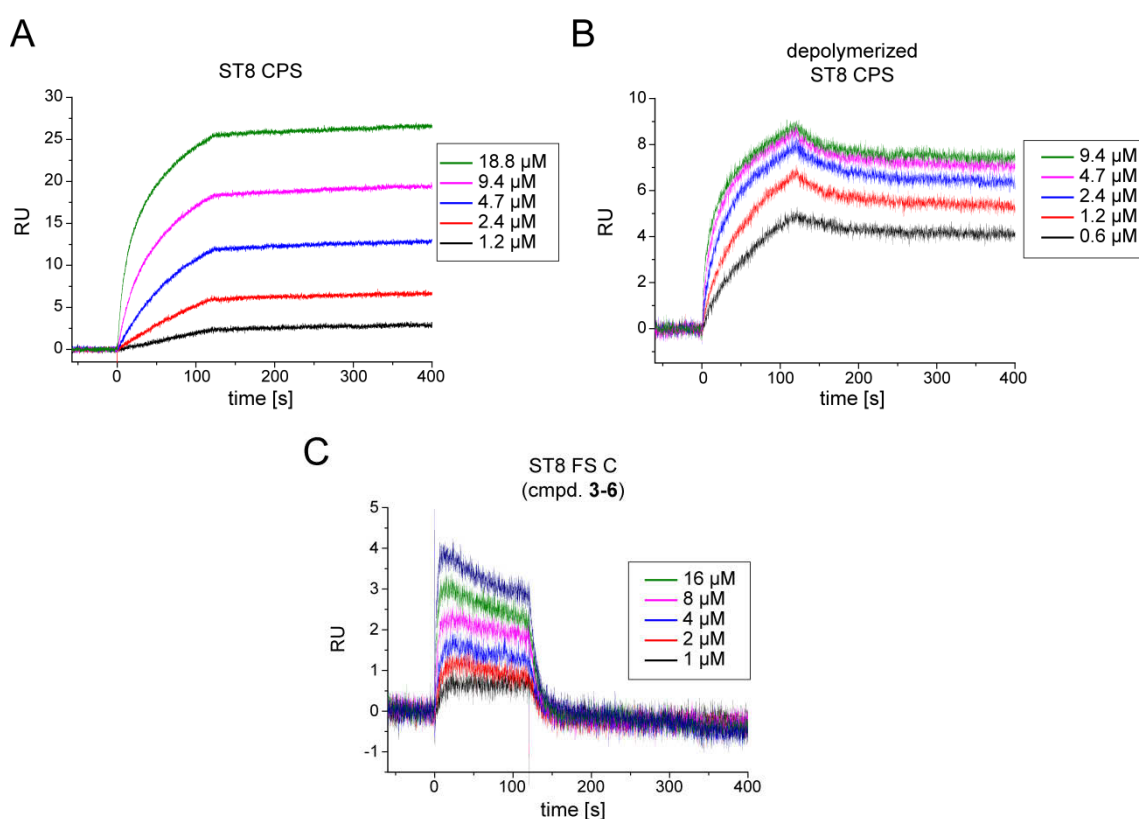 A
ST8 CPS
RU
30
25
20
15
10
5
0
0
100
200
300
400
time [s]
18.8 µM
9.4 µM
4.7 µM
2.4 µM
1.2 µM
B
depolymerized
ST8 CPS
RU
10
8
6
4
2
0
0
100
200
300
400
time [s]
9.4 µM
4.7 µM
2.4 µM
1.2 µM
0.6 µM
C
ST8 FS C
(cmpd. 3-6)
RU
5
4
3
2
1
0
-1
0
100
200
300
400
time [s]
16 µM
8 µM
4 µM
2 µM
1 µM